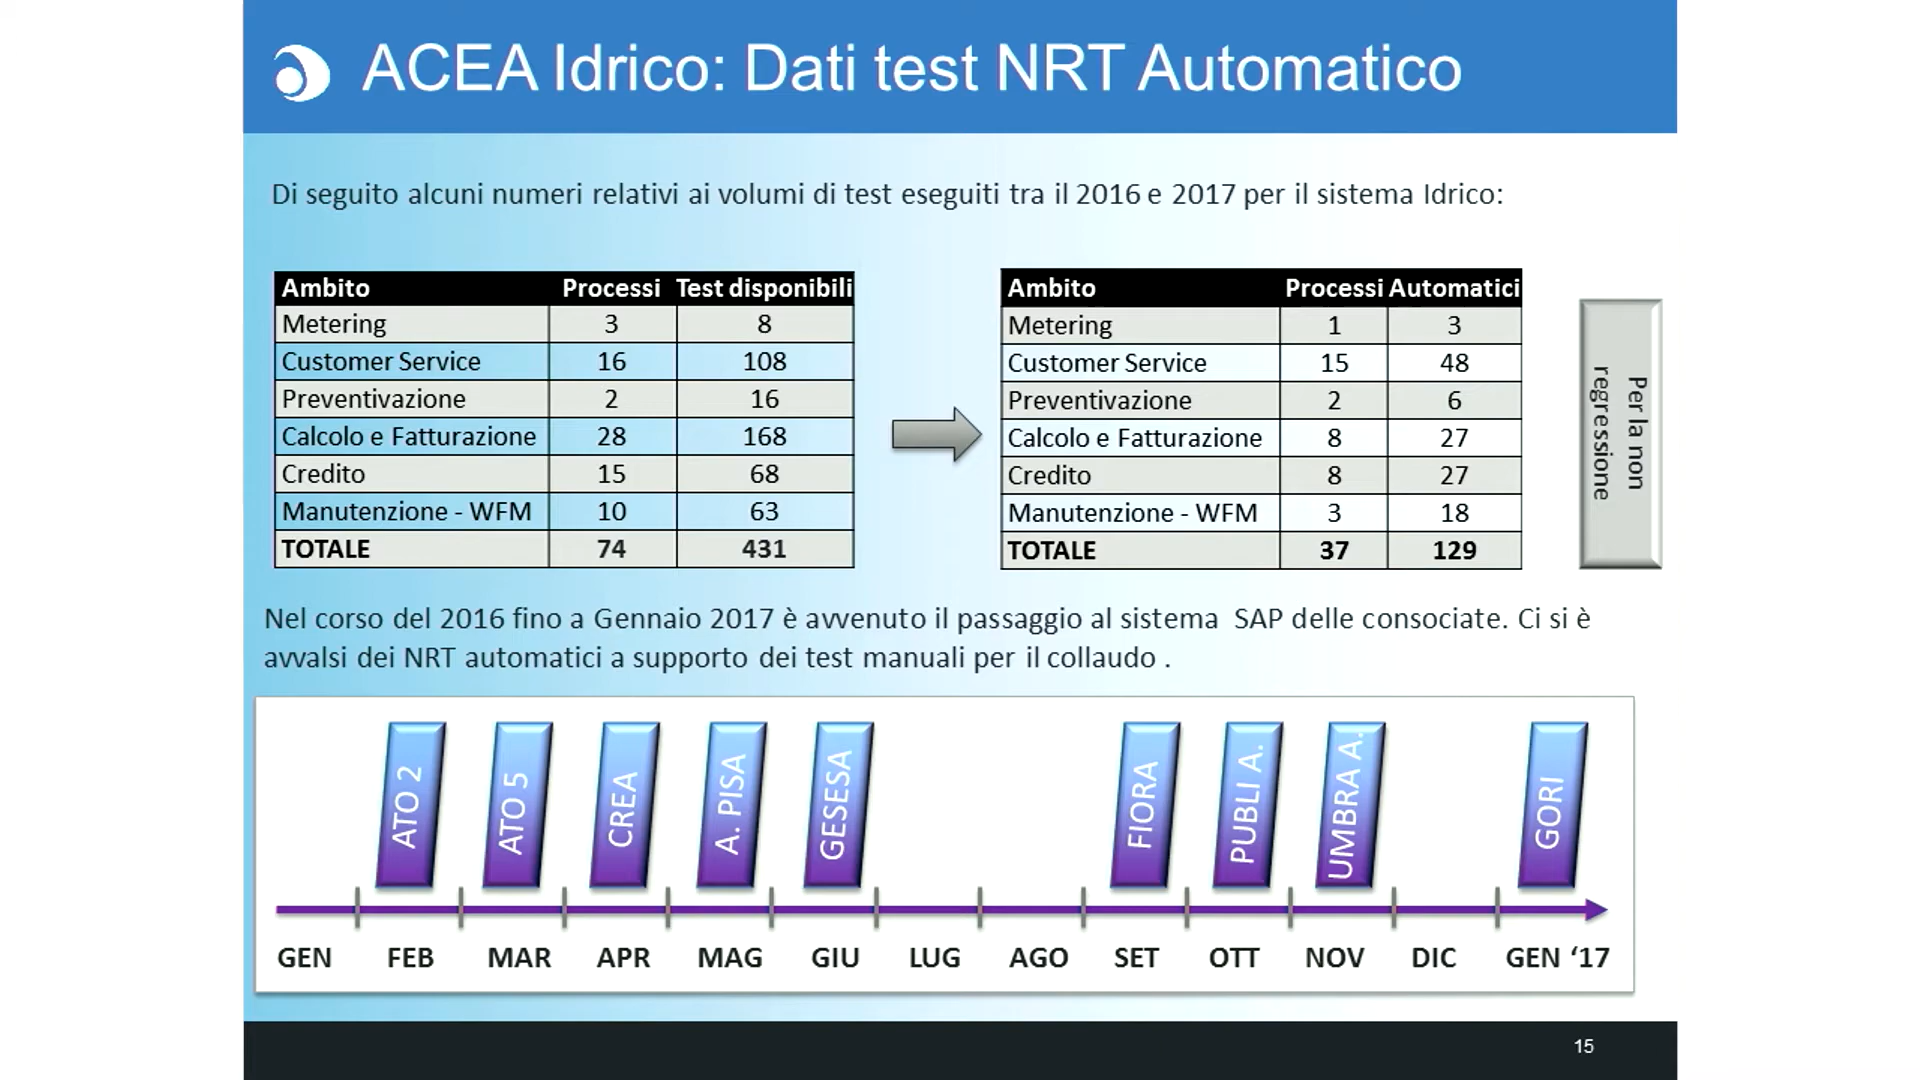 ACEA Idrico: Dati test NRT Automatico
Di seguito alcuni numeri relativi ai volumi di test eseguiti tra il 2016 e 2017 per il sistema Idrico:
Ambito Processi Test disponibili
Metering 3 8
Customer Service 16 108
Preventivazione 2 16
Calcolo e Fatturazione 28 168
Credito 15 68
Manutenzione - WFM 10 63
TOTALE 74 431
Ambito Processi Automatici
Metering 1 3
Customer Service 15 48
Preventivazione 2 6
Calcolo e Fatturazione 8 27
Credito 8 27
Manutenzione - WFM 3 18
TOTALE 37 129
Per la non
regressione
Nel corso del 2016 fino a Gennaio 2017 è avvenuto il passaggio al sistema SAP delle consociate. Ci si è
avvalsi dei NRT automatici a supporto dei test manuali per il collaudo .
ATO 2
ATO 5
CREA
A. PISA
GESESA
FIORA
PUBLI A.
UMBRA A.
GORI
GEN FEB MAR APR MAG GIU LUG AGO SET OTT NOV DIC GEN ‘17
15